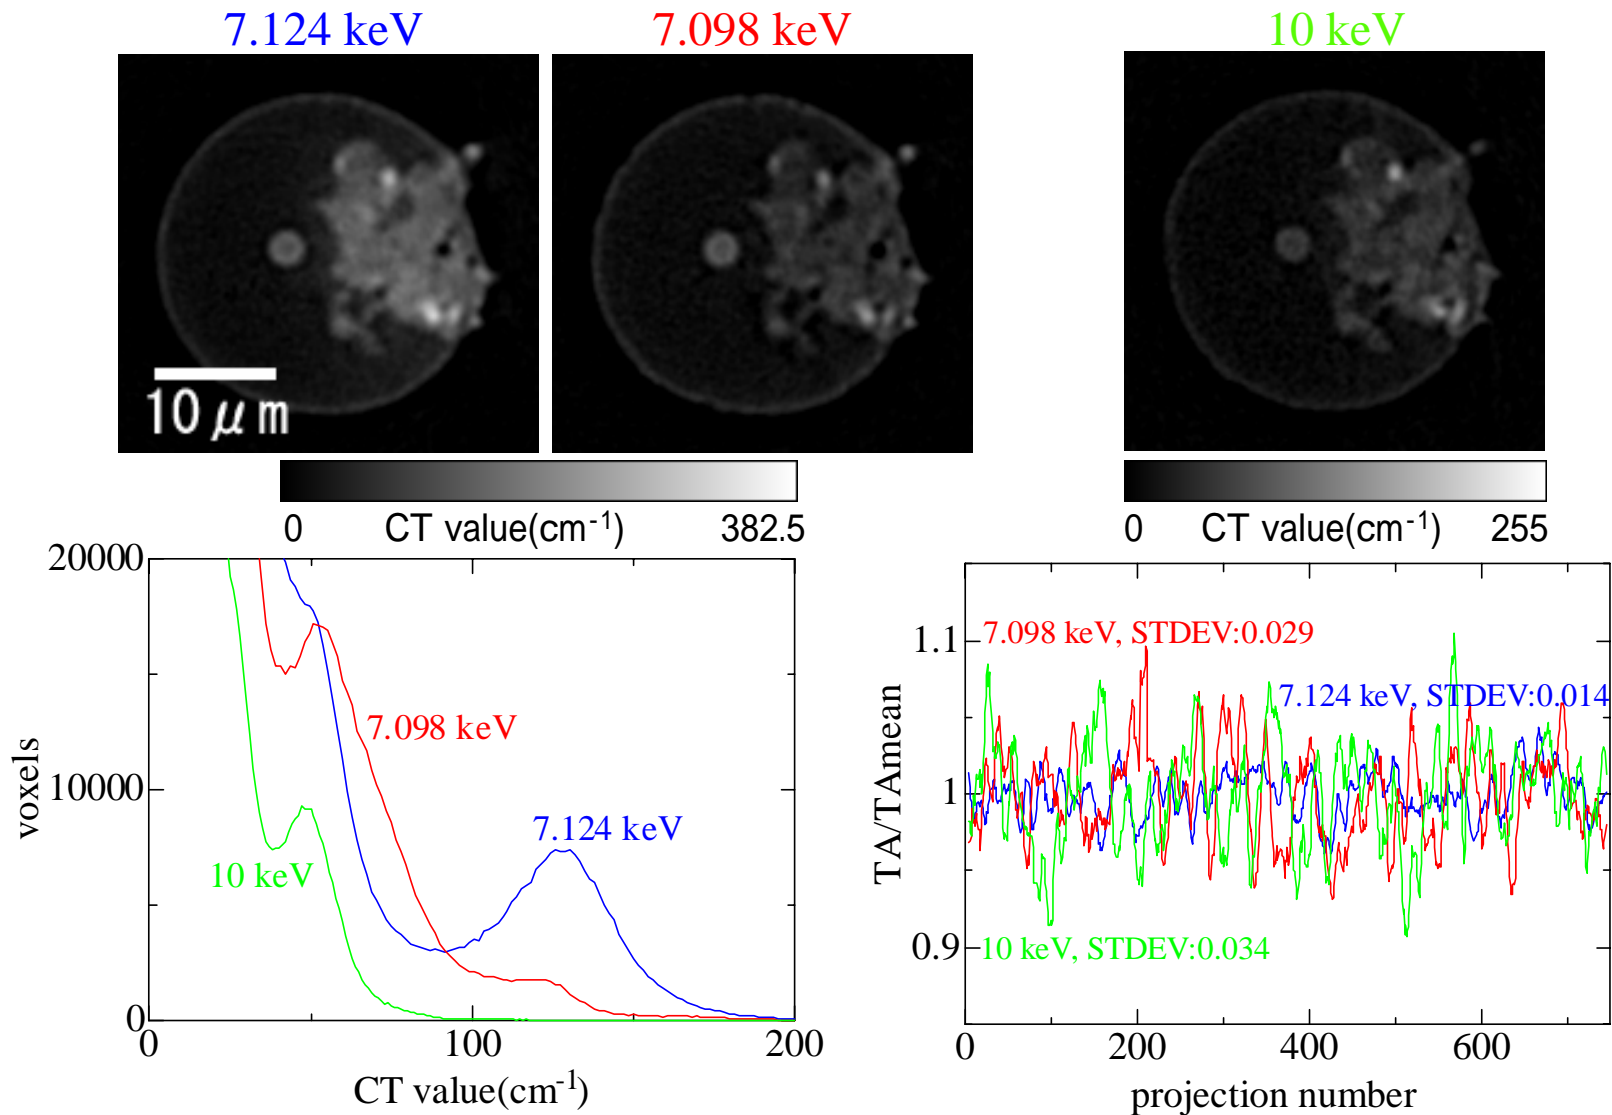 7.124 keV
7.098 keV
10 keV
10 μm
0 CT value(cm-1) 382.5
0 CT value(cm-1) 255
20000
10000
0
voxels
7.098 keV
7.124 keV
10 keV
0 100 200
CT value(cm-1)
1.1
1
0.9
TA/TAmean
7.098 keV, STDEV:0.029
7.124 keV, STDEV:0.014
10 keV, STDEV:0.034
0 200 400 600
projection number